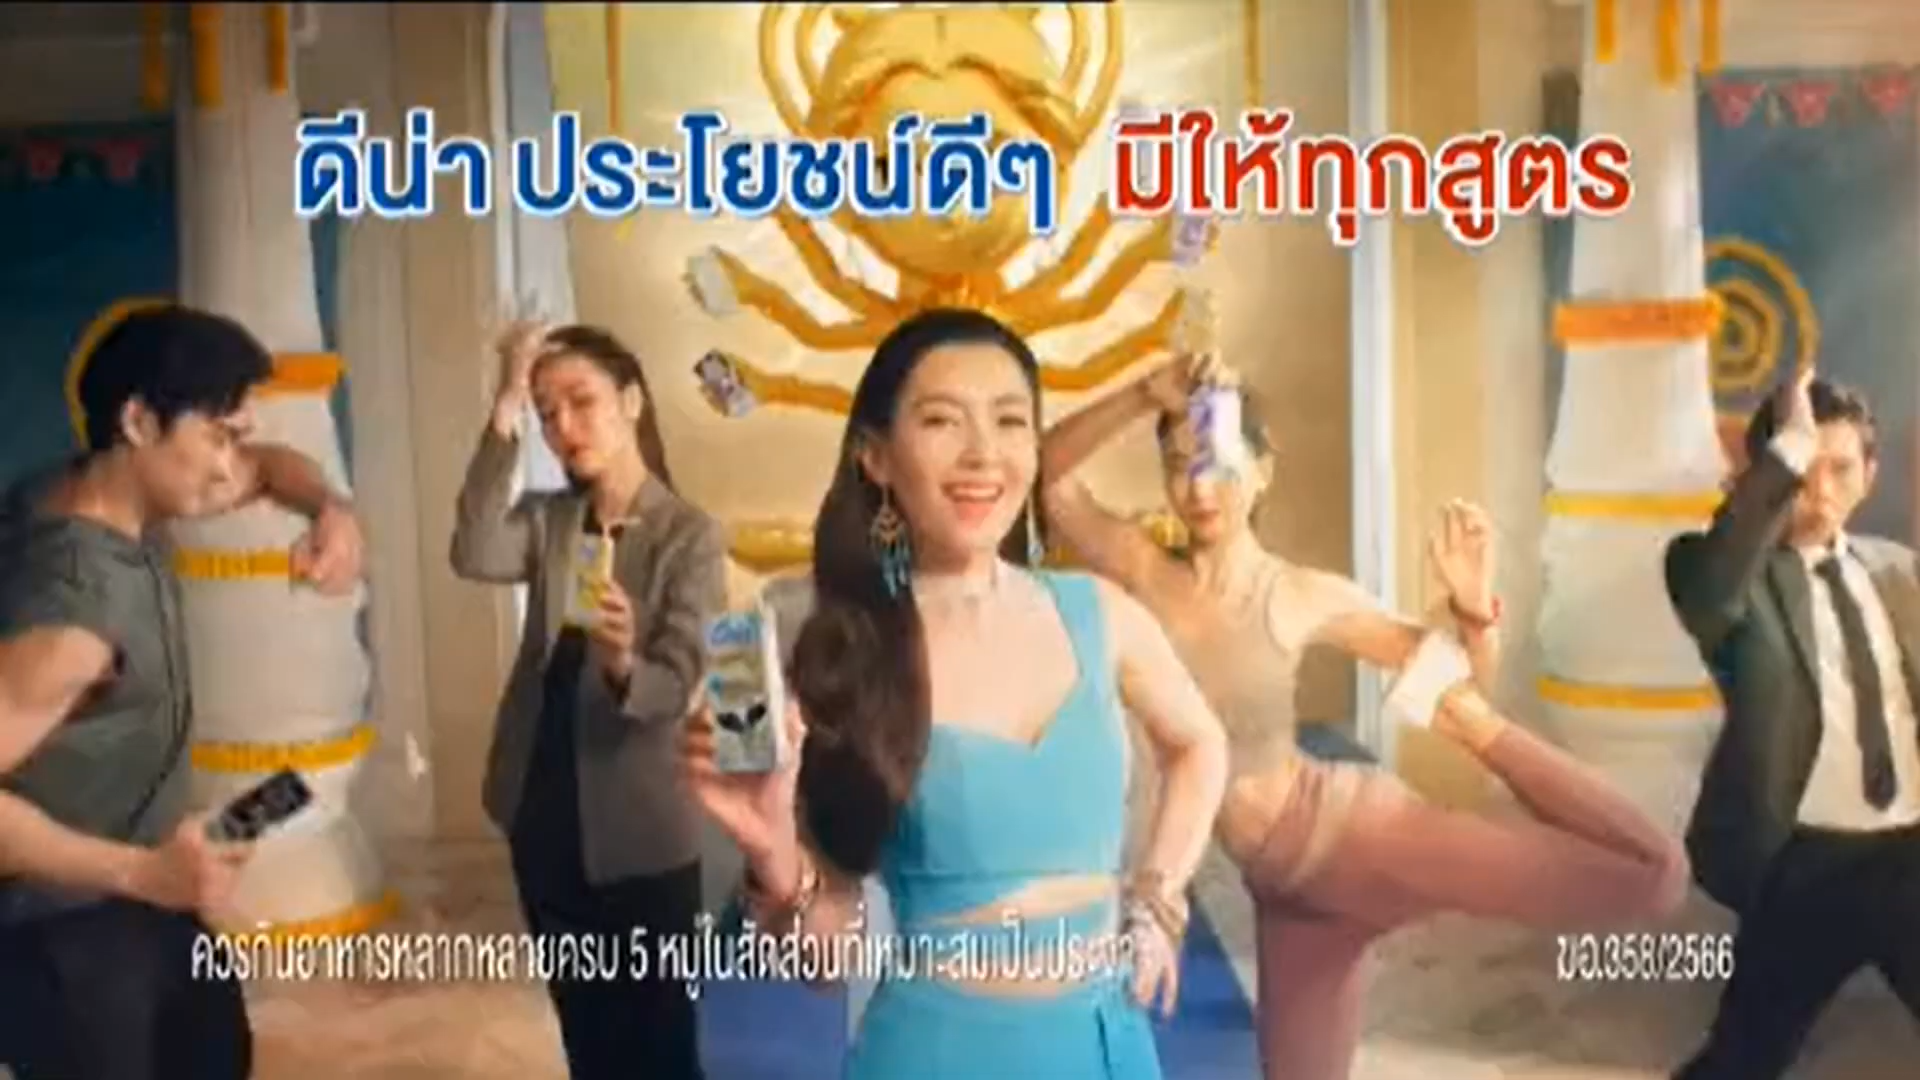 ดีน่า ประโยชน์ดีๆ มีให้ทุกสูตร
ควรกินอาหารหลากหลายครบ 5 หมู่ในสัดส่วนที่เหมาะสมเป็นประจำ
ฆอ.358/2566